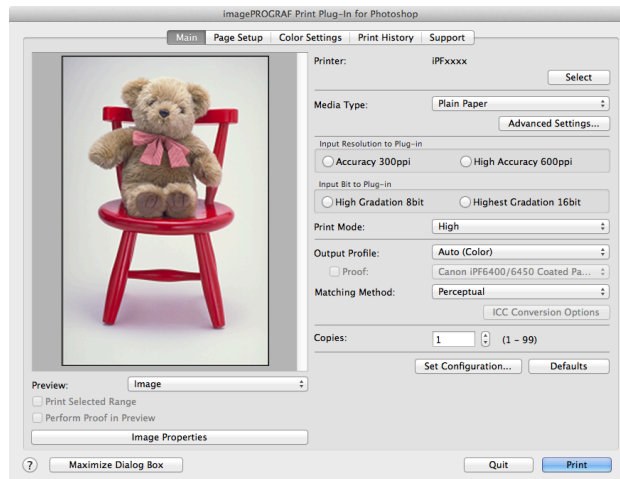 imagePROGRAF Print Plug-In for Photoshop
Main Page Setup Color Settings Print History Support
Printer: iPFxxxx
Select
Media Type: Plain Paper
Advanced Settings...
Input Resolution to Plug-in
Accuracy 300ppi High Accuracy 600ppi
Input Bit to Plug-in
High Gradation 8bit Highest Gradation 16bit
Print Mode: High
Output Profile: Auto (Color)
Proof: Canon iPF6400/6450 Coated Pa...
Matching Method: Perceptual
ICC Conversion Options
Copies: 1 (1 – 99)
Set Configuration... Defaults
Preview: Image
Print Selected Range
Perform Proof in Preview
Image Properties
? Maximize Dialog Box Quit Print